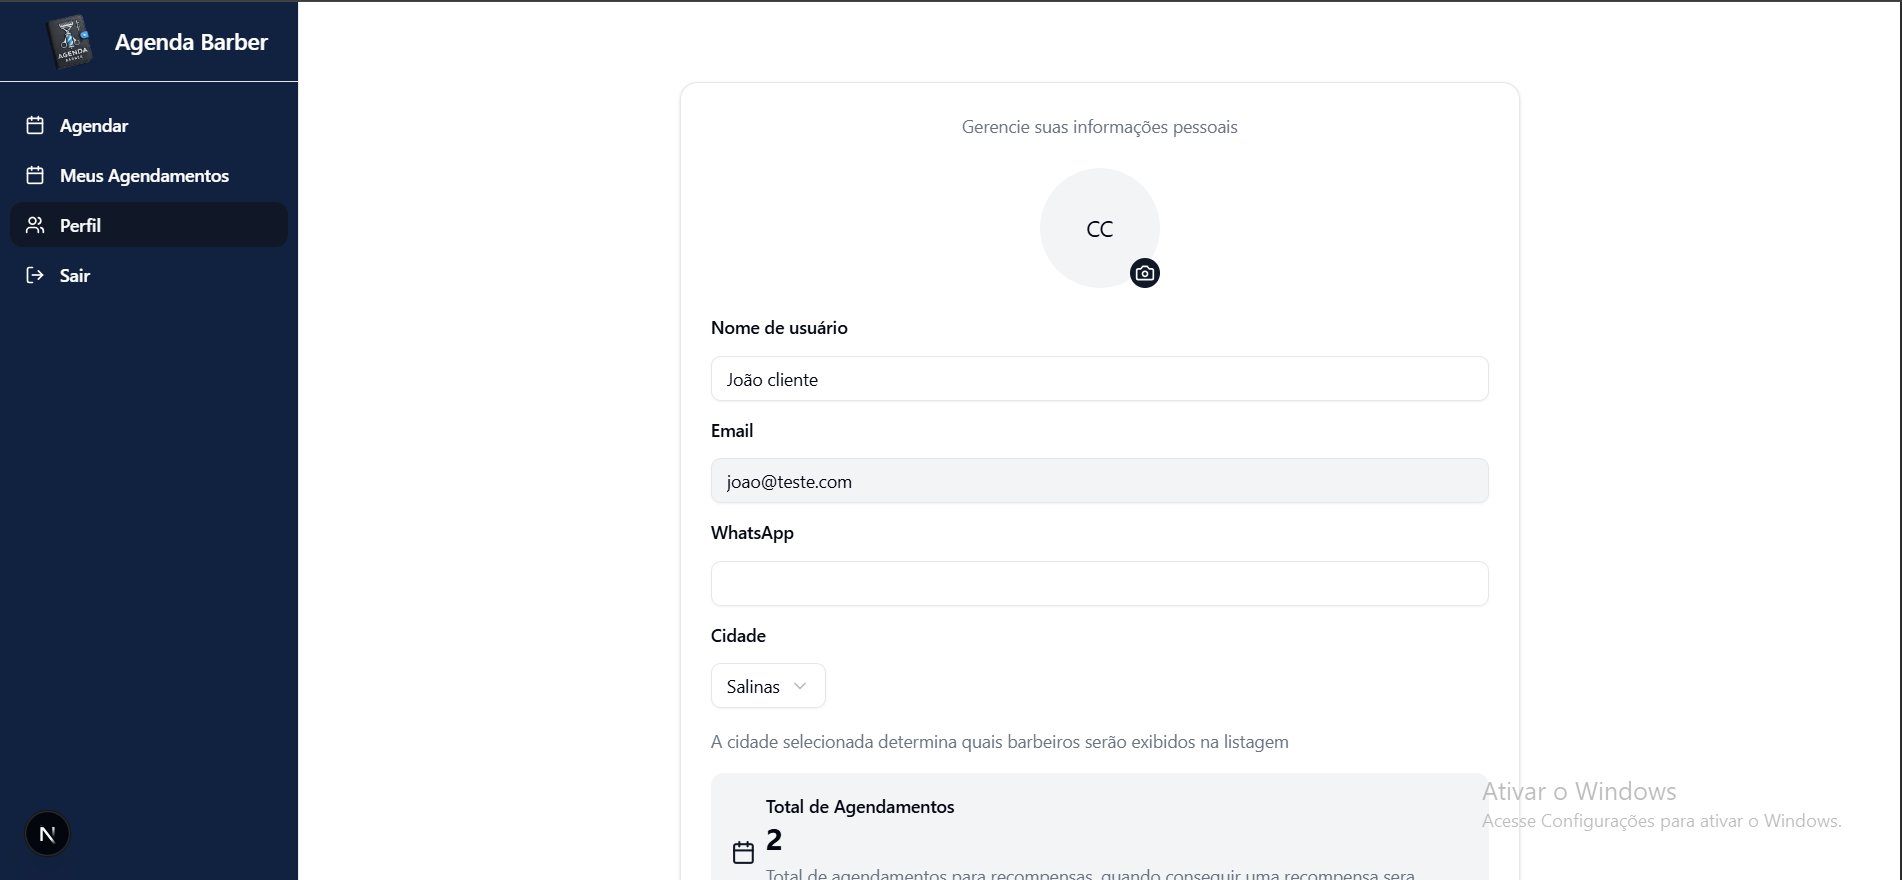 AGENDA
BARBER
Agenda Barber
Agendar
Meus Agendamentos
Perfil
Sair
N
Gerencie suas informações pessoais
CC
Nome de usuário
João cliente
Email
joao@teste.com
WhatsApp
Cidade
Salinas
A cidade selecionada determina quais barbeiros serão exibidos na listagem
Total de Agendamentos
2
Total de agendamentos para recompensas, quando conseguir uma recompensa sera
Ativar o Windows
Acesse Configurações para ativar o Windows.